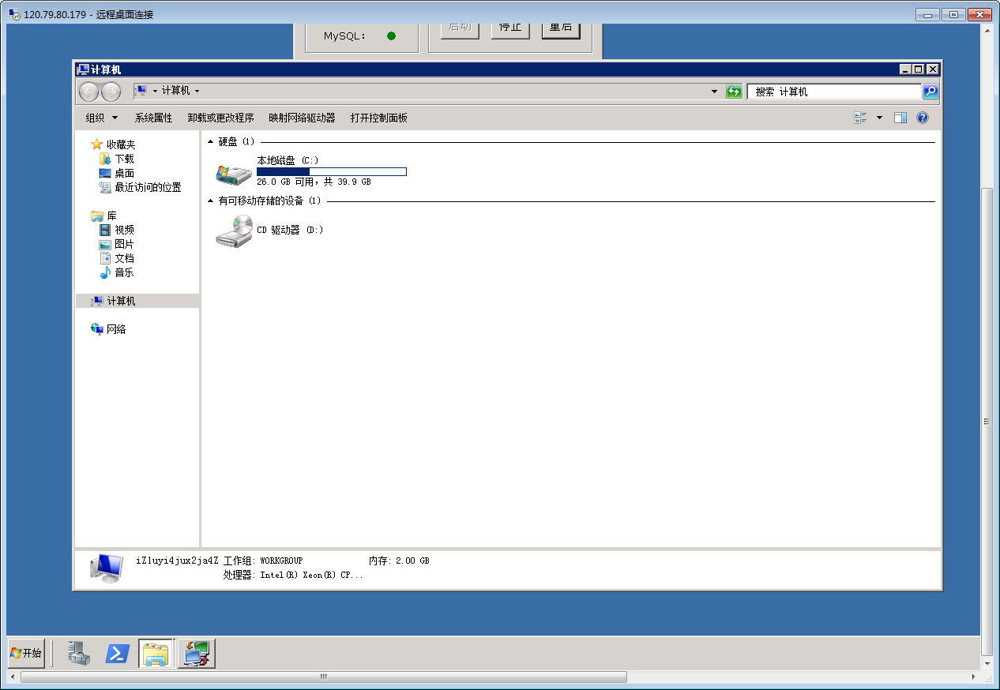 120.79.80.179 - 远程桌面连接
MySQL:
启动 停止 重启
计算机
计算机
搜索 计算机
组织 系统属性 卸载或更改程序 映射网络驱动器 打开控制面板
收藏夹
下载
桌面
最近访问的位置
库
视频
图片
文档
音乐
计算机
网络
硬盘 (1)
本地磁盘 (C:)
26.0 GB 可用，共 39.9 GB
有可移动存储的设备 (1)
CD 驱动器 (D:)
iZ1uyi4jux2ja4Z 工作组: WORKGROUP 内存: 2.00 GB
处理器: Intel(R) Xeon(R) CP...
开始